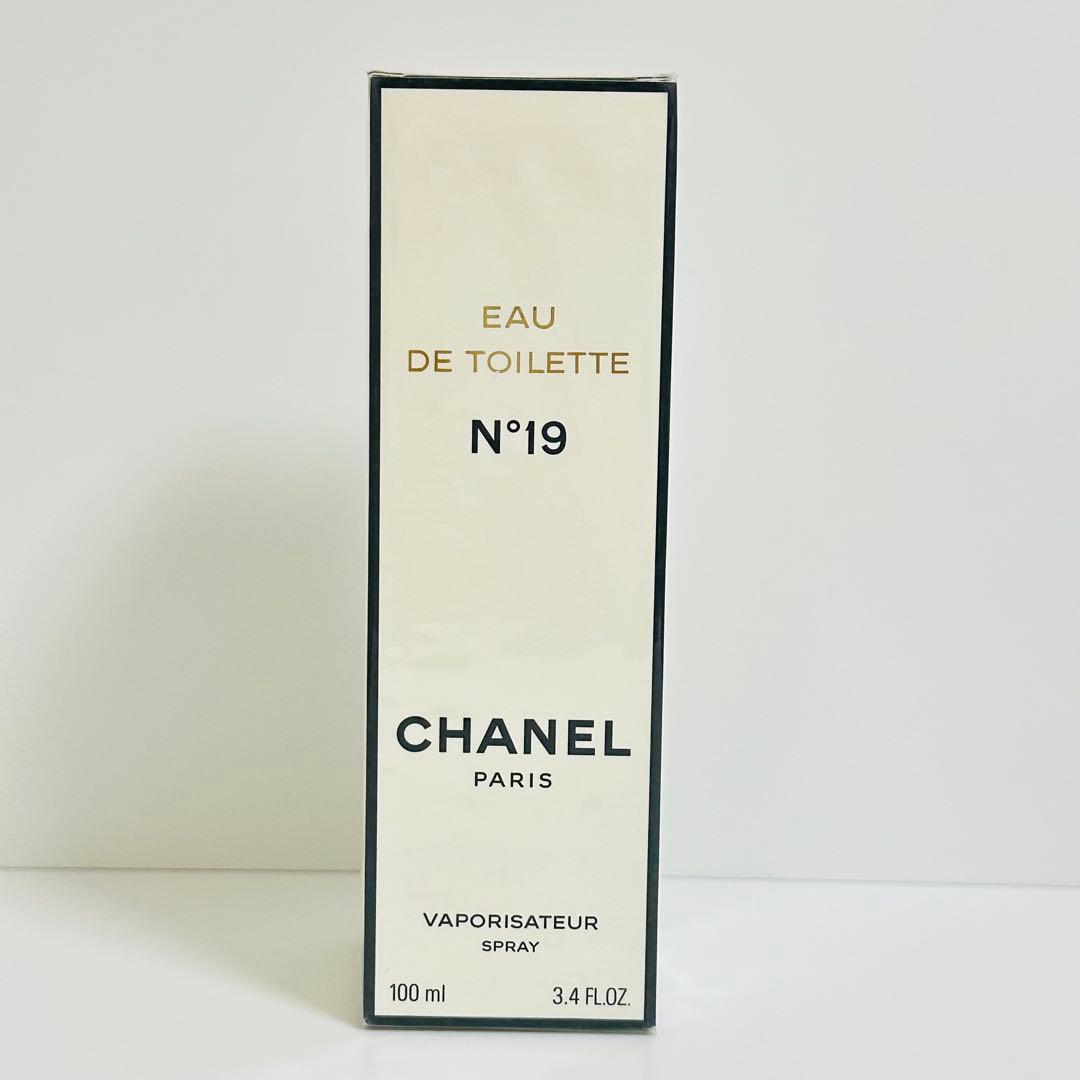 EAU
DE TOILETTE
N°19
CHANEL
PARIS
VAPORISATEUR
SPRAY
100 ml 3.4 FL.OZ.